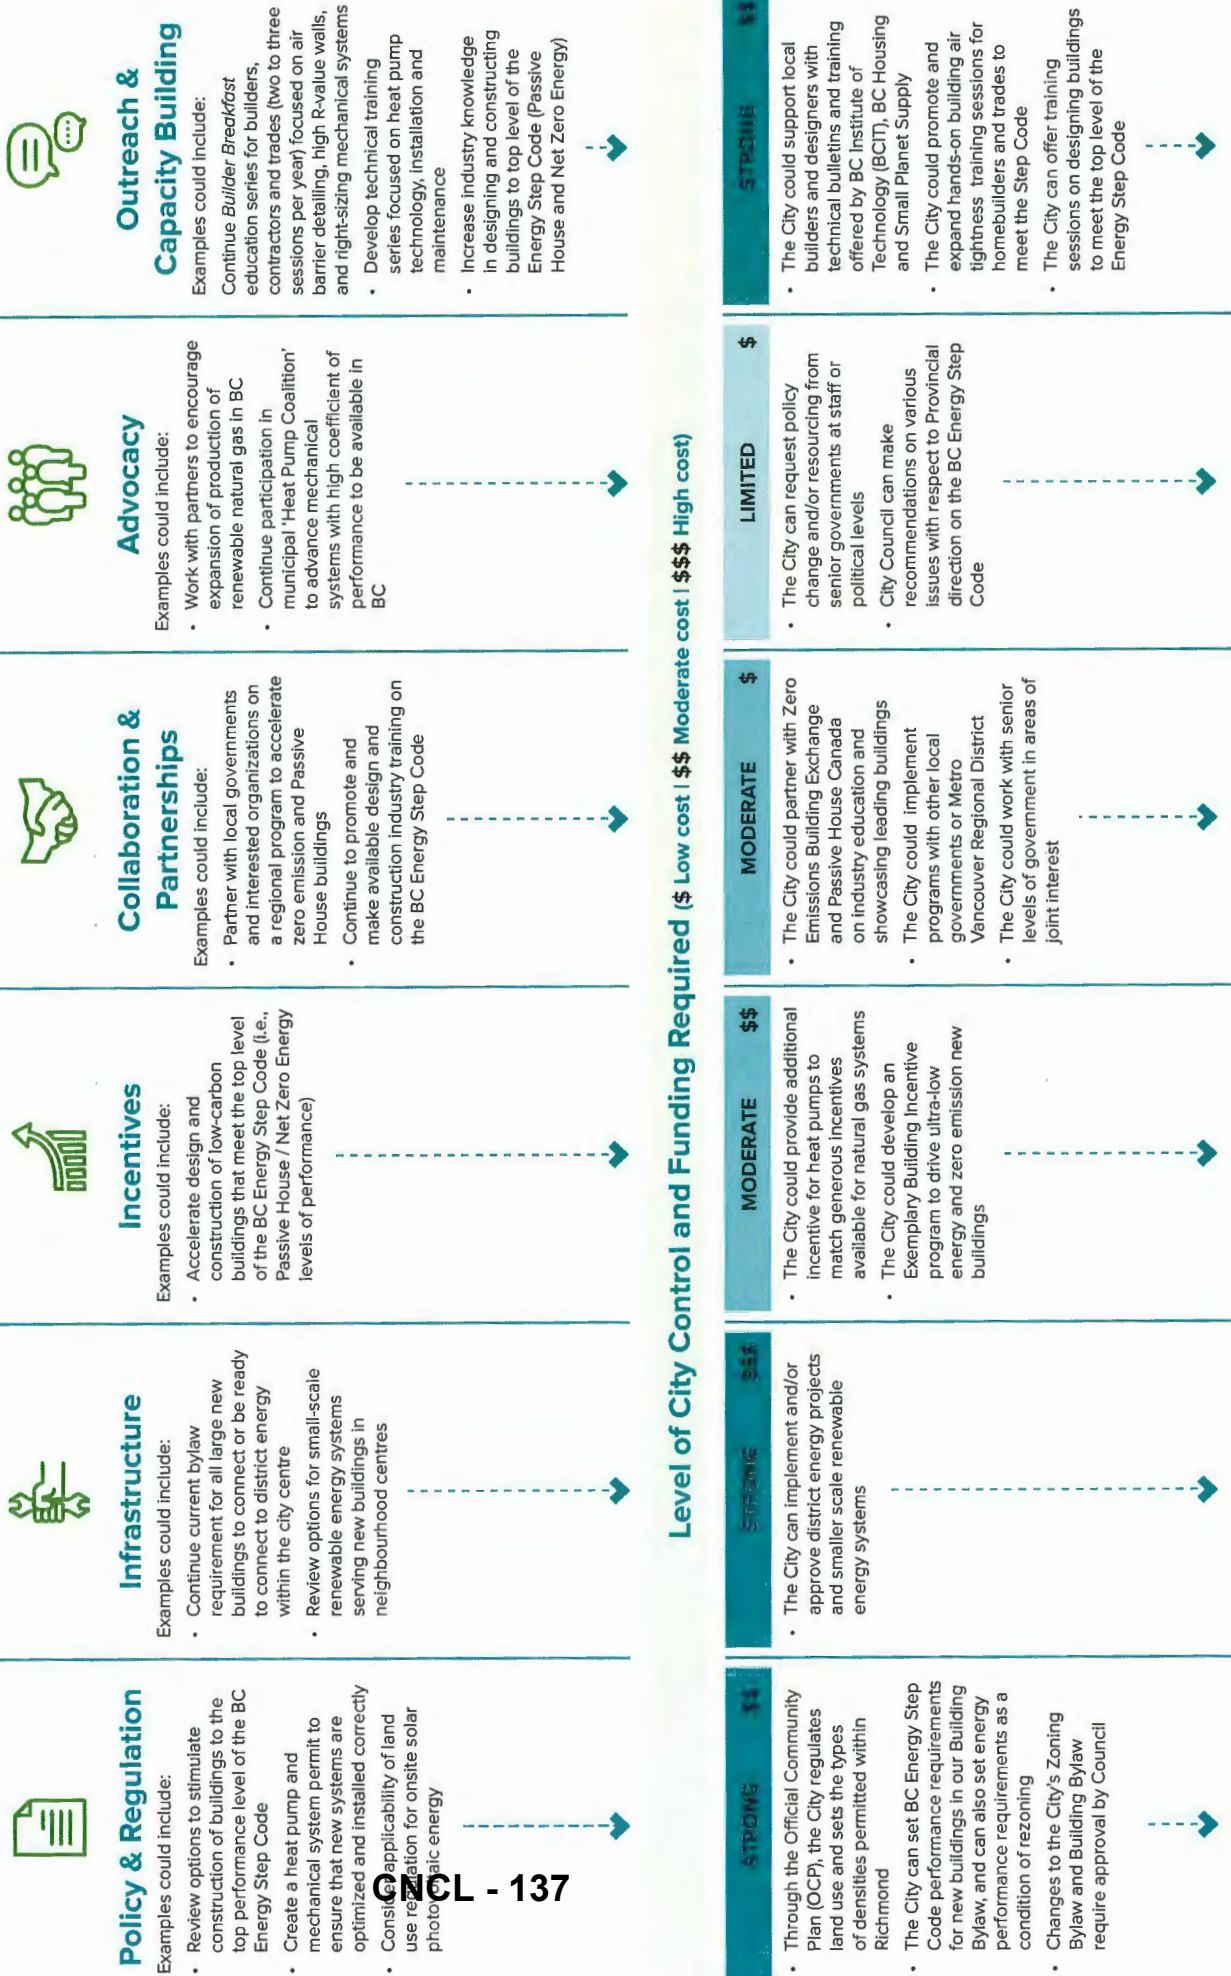 Policy & Regulation
Examples could include:
• Review options to stimulate
construction of buildings to the
top performance level of the BC
Energy Step Code
• Create a heat pump and
mechanical system permit to
ensure that new systems are
optimized and installed correctly
• Consider applicability of land
use regulation for onsite solar
photovoltaic energy
Infrastructure
Examples could include:
• Continue current bylaw
requirement for all large new
buildings to connect or be ready
to connect to district energy
within the city centre
• Review options for small-scale
renewable energy systems
serving new buildings in
neighbourhood centres
Incentives
Examples could include:
• Accelerate design and
construction of low-carbon
buildings that meet the top level
of the BC Energy Step Code (i.e.,
Passive House / Net Zero Energy
levels of performance)
Collaboration &
Partnerships
Examples could include:
• Partner with local governments
and interested organizations on
a regional program to accelerate
zero emission and Passive
House buildings
• Continue to promote and
make available design and
construction industry training on
the BC Energy Step Code
Advocacy
Examples could include:
• Work with partners to encourage
expansion of production of
renewable natural gas in BC
• Continue participation in
municipal 'Heat Pump Coalition'
to advance mechanical
systems with high coefficient of
performance to be available in
BC
Outreach &
Capacity Building
Examples could include:
Continue Builder Breakfast
education series for builders,
contractors and trades (two to three
sessions per year) focused on air
barrier detailing, high R-value walls,
and right-sizing mechanical systems
• Develop technical training
series focused on heat pump
technology, installation and
maintenance
• Increase industry knowledge
in designing and constructing
buildings to top level of the
Energy Step Code (Passive
House and Net Zero Energy)
Level of City Control and Funding Required ($ Low cost | $$ Moderate cost | $$$ High cost)
STRONG $$
• Through the Official Community
Plan (OCP), the City regulates
land use and sets the types
of densities permitted within
Richmond
• The City can set BC Energy Step
Code performance requirements
for new buildings in our Building
Bylaw, and can also set energy
performance requirements as a
condition of rezoning
• Changes to the City's Zoning
Bylaw and Building Bylaw
require approval by Council
STRONG $$$
• The City can implement and/or
approve district energy projects
and smaller scale renewable
energy systems
MODERATE $$
• The City could provide additional
incentive for heat pumps to
match generous incentives
available for natural gas systems
• The City could develop an
Exemplary Building Incentive
program to drive ultra-low
energy and zero emission new
buildings
MODERATE $
• The City could partner with Zero
Emissions Building Exchange
and Passive House Canada
on industry education and
showcasing leading buildings
• The City could implement
programs with other local
governments or Metro
Vancouver Regional District
• The City could work with senior
levels of government in areas of
joint interest
LIMITED $
• The City can request policy
change and/or resourcing from
senior governments at staff or
political levels
• City Council can make
recommendations on various
issues with respect to Provincial
direction on the BC Energy Step
Code
STRONG $$
• The City could support local
builders and designers with
technical bulletins and training
offered by BC Institute of
Technology (BCIT), BC Housing
and Small Planet Supply
• The City could promote and
expand hands-on building air
tightness training sessions for
homebuilders and trades to
meet the Step Code
• The City can offer training
sessions on designing buildings
to meet the top level of the
Energy Step Code
CNCL - 137